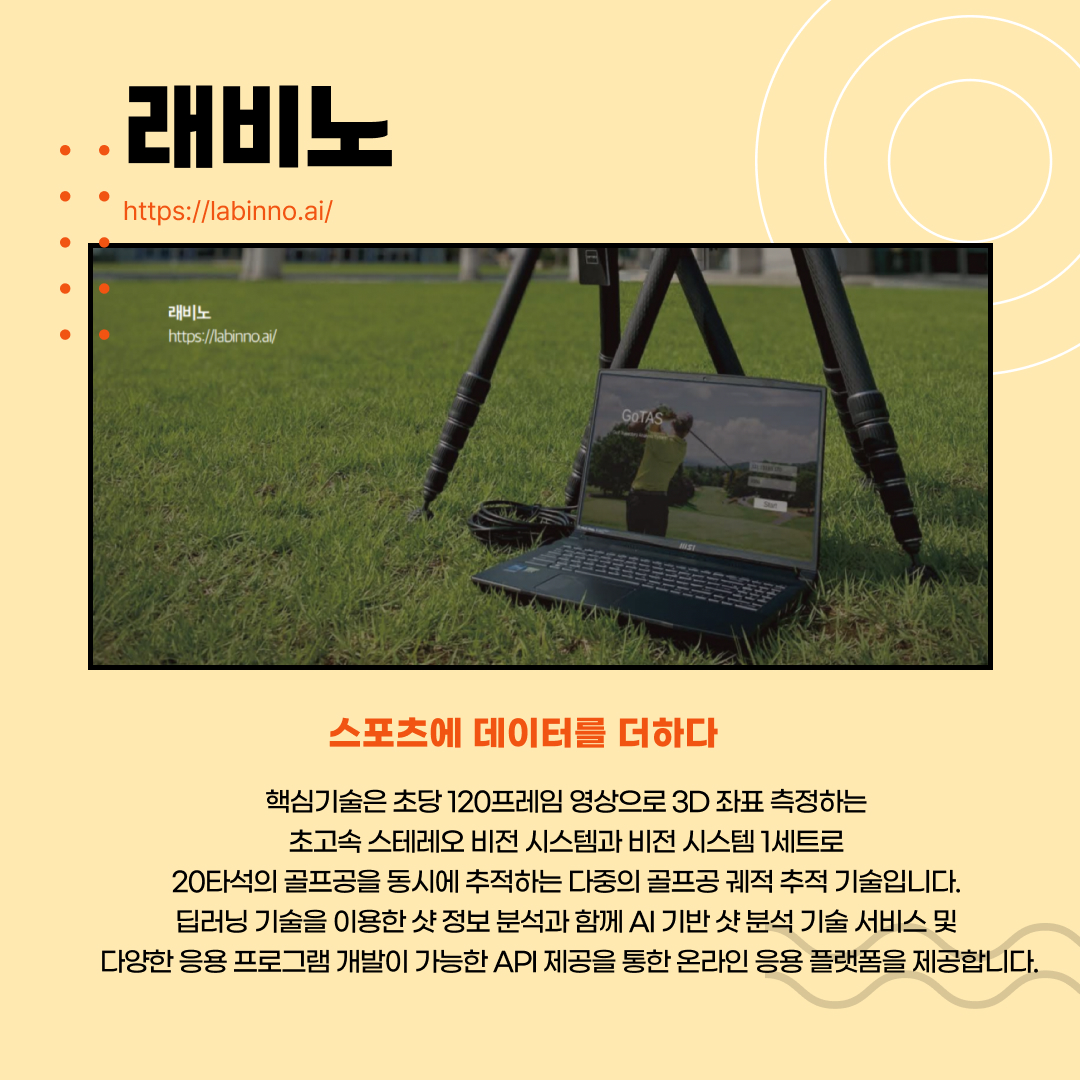 래비노
https://labinno.ai/
래비노
https://labinno.ai/
GoTAS
msi
스포츠에 데이터를 더하다
핵심기술은 초당 120프레임 영상으로 3D 좌표 측정하는
초고속 스테레오 비전 시스템과 비전 시스템 1세트로
20타석의 골프공을 동시에 추적하는 다중의 골프공 궤적 추적 기술입니다.
딥러닝 기술을 이용한 샷 정보 분석과 함께 AI 기반 샷 분석 기술 서비스 및
다양한 응용 프로그램 개발이 가능한 API 제공을 통한 온라인 응용 플랫폼을 제공합니다.